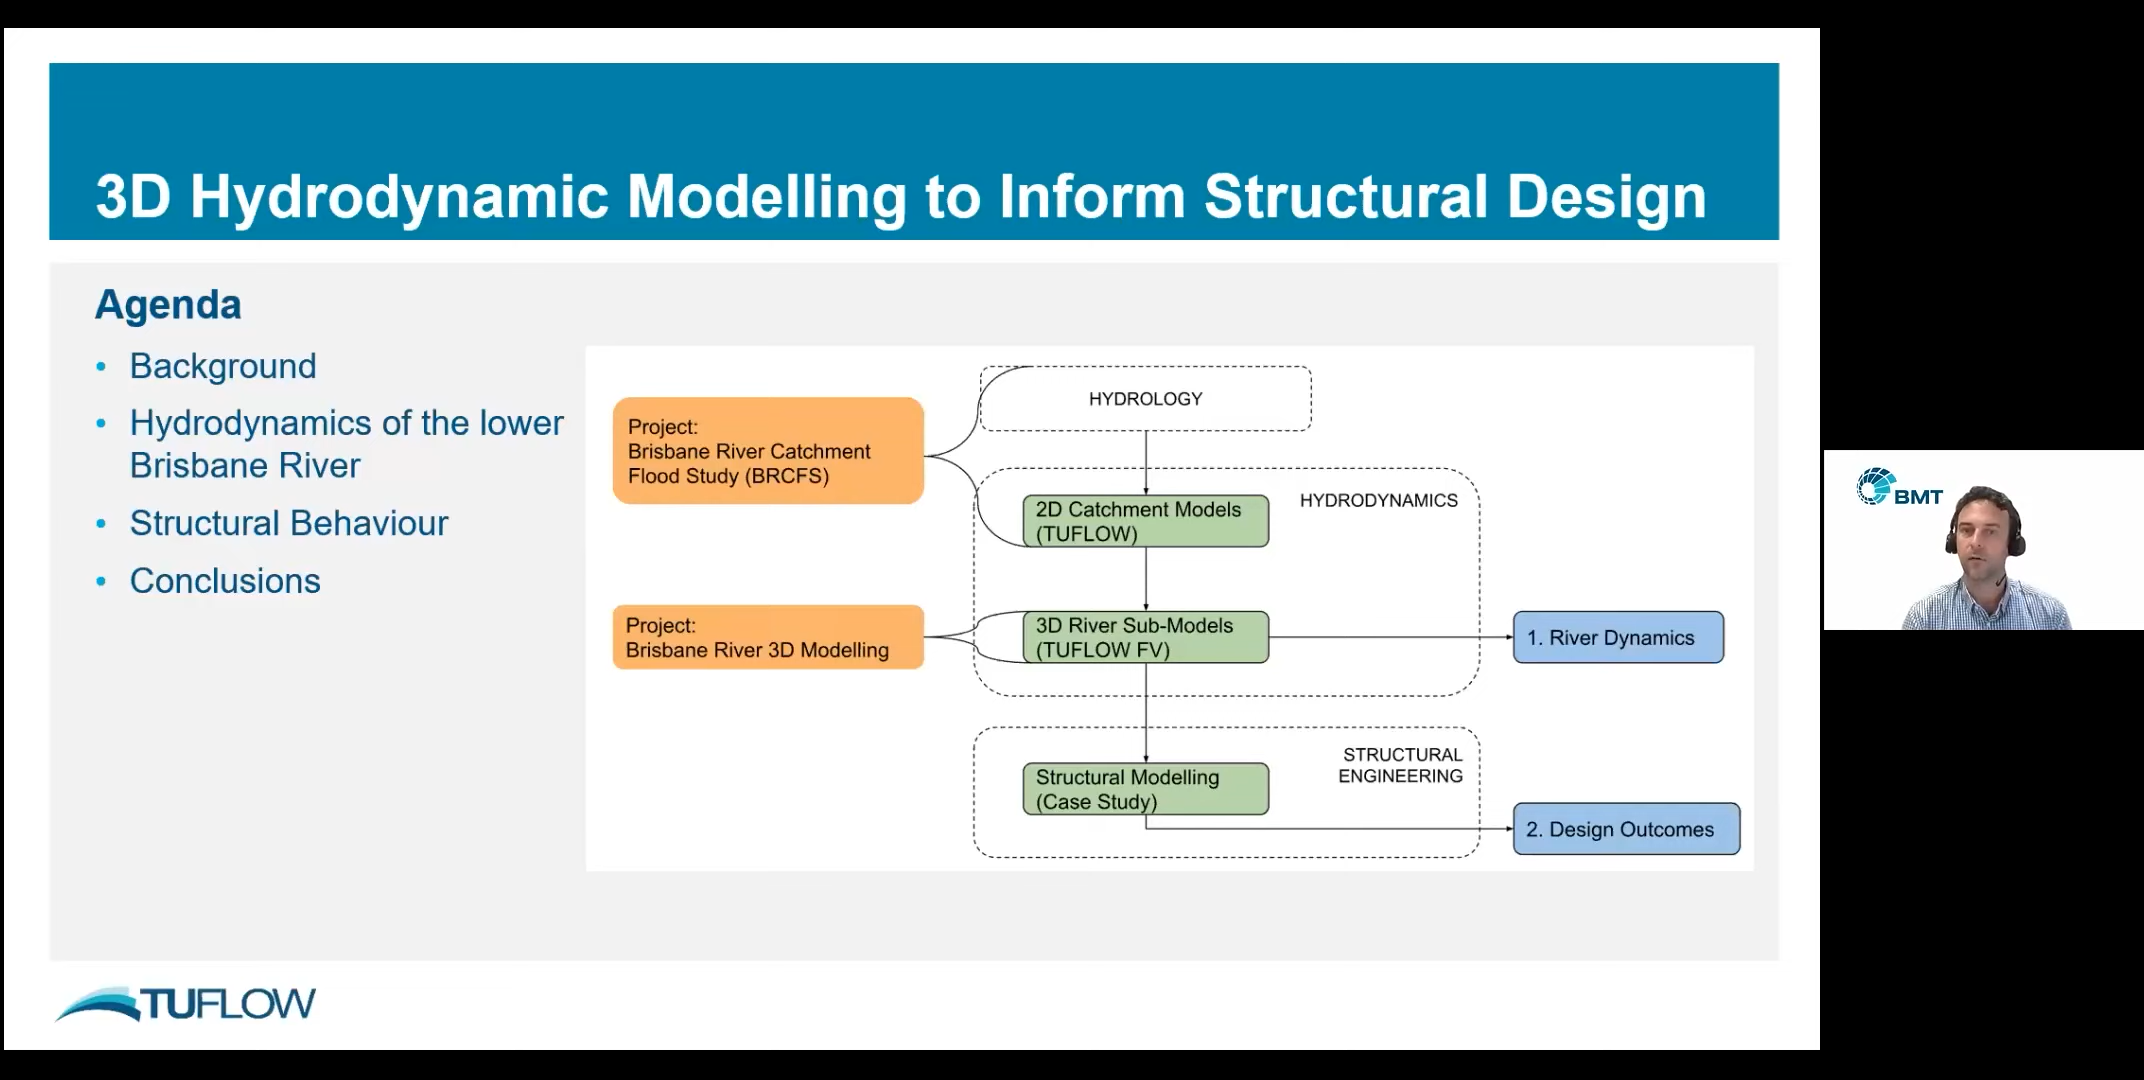 3D Hydrodynamic Modelling to Inform Structural Design
Agenda
• Background
• Hydrodynamics of the lower
Brisbane River
• Structural Behaviour
• Conclusions
HYDROLOGY
Project:
Brisbane River Catchment
Flood Study (BRCFS)
HYDRODYNAMICS
2D Catchment Models
(TUFLOW)
Project:
Brisbane River 3D Modelling
3D River Sub-Models
(TUFLOW FV)
1. River Dynamics
STRUCTURAL
ENGINEERING
Structural Modelling
(Case Study)
2. Design Outcomes
TUFLOW
BMT